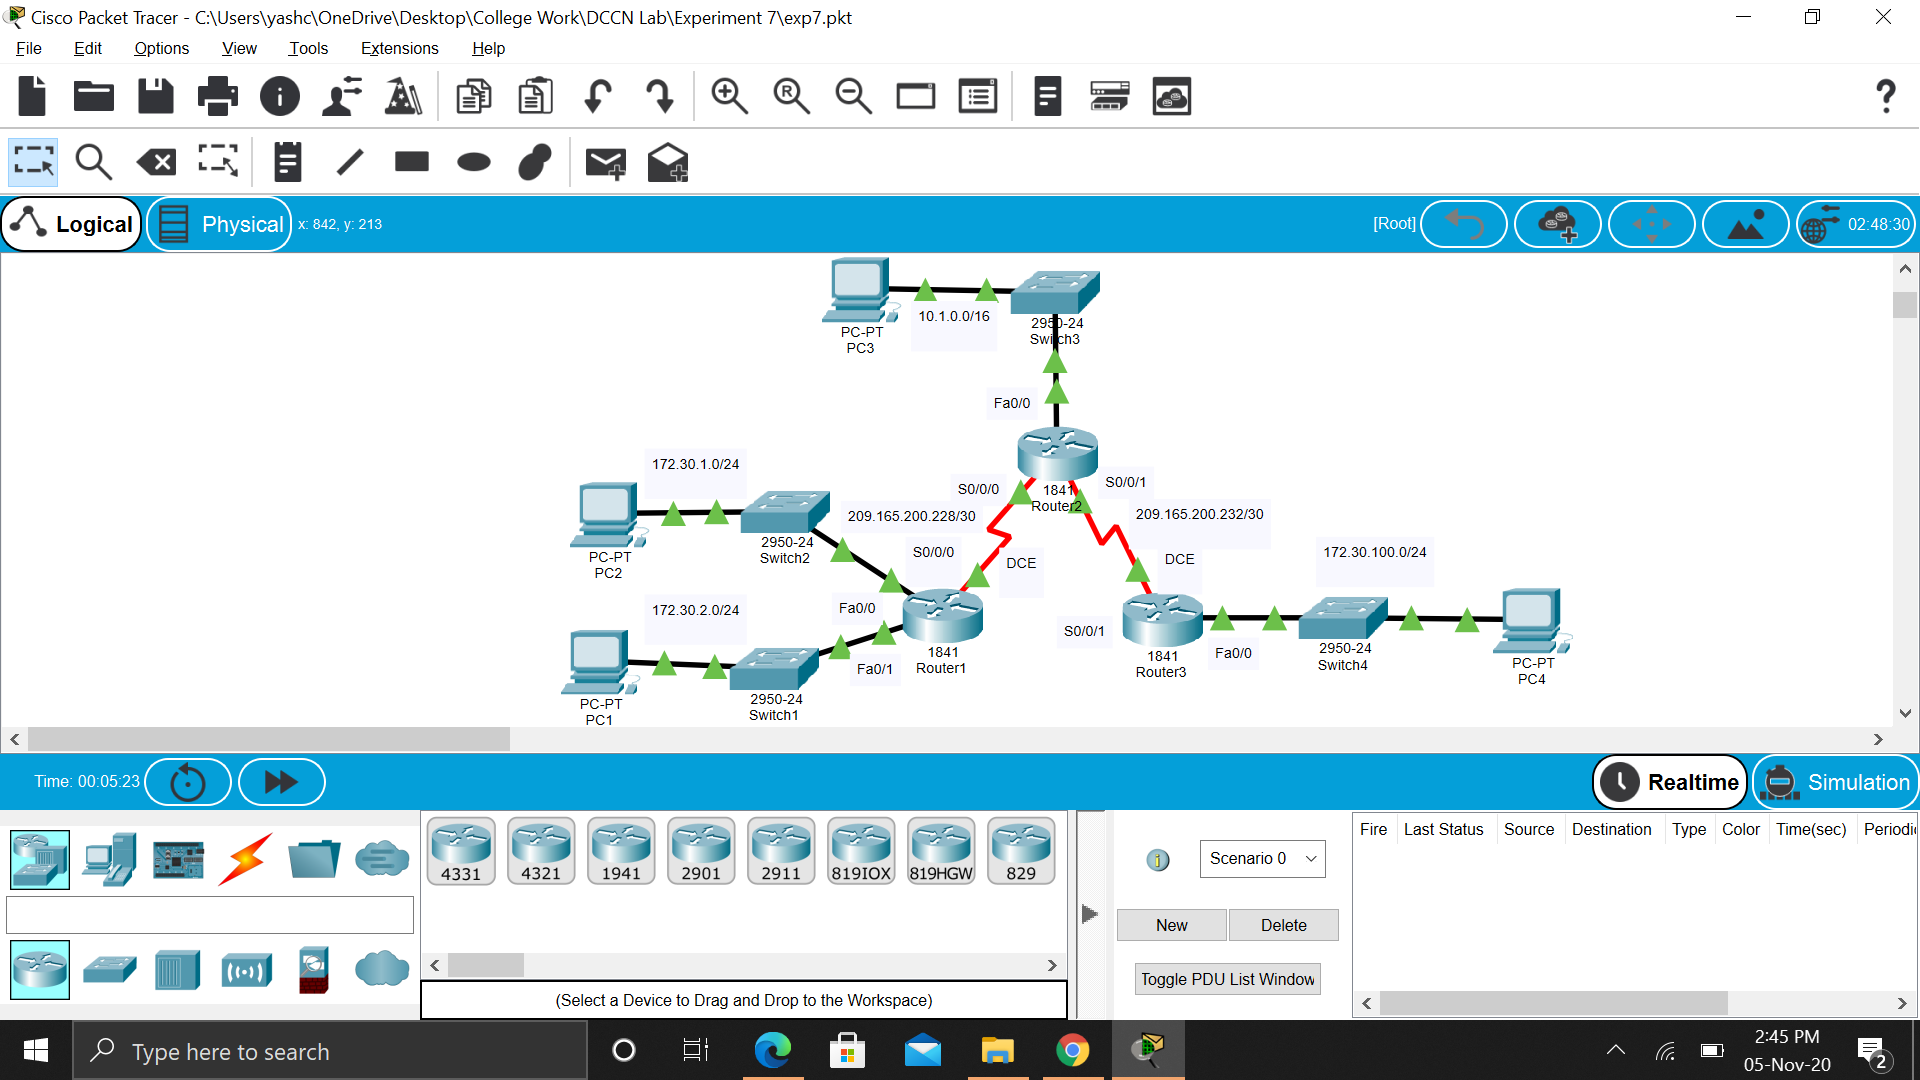 Cisco Packet Tracer - C:\Users\yashc\OneDrive\Desktop\College Work\DCCN Lab\Experiment 7\exp7.pkt
File Edit Options View Tools Extensions Help
R
?
Logical Physical x: 842, y: 213 [Root] 02:48:30
PC-PT
PC3
10.1.0.0/16
2950-24
Switch3
Fa0/0
172.30.1.0/24
S0/0/0
1841
Router2
S0/0/1
209.165.200.228/30
209.165.200.232/30
PC-PT
PC2
2950-24
Switch2
S0/0/0
DCE
DCE
172.30.100.0/24
172.30.2.0/24
Fa0/0
S0/0/1
Fa0/1
1841
Router1
1841
Router3
Fa0/0
2950-24
Switch4
PC-PT
PC4
PC-PT
PC1
2950-24
Switch1
Time: 00:05:23 Realtime Simulation
4331 4321 1941 2901 2911 819IOX 819HGW 829
Scenario 0
New Delete
Toggle PDU List Window
Fire Last Status Source Destination Type Color Time(sec) Periodic
(Select a Device to Drag and Drop to the Workspace)
Type here to search
2:45 PM
05-Nov-20
2